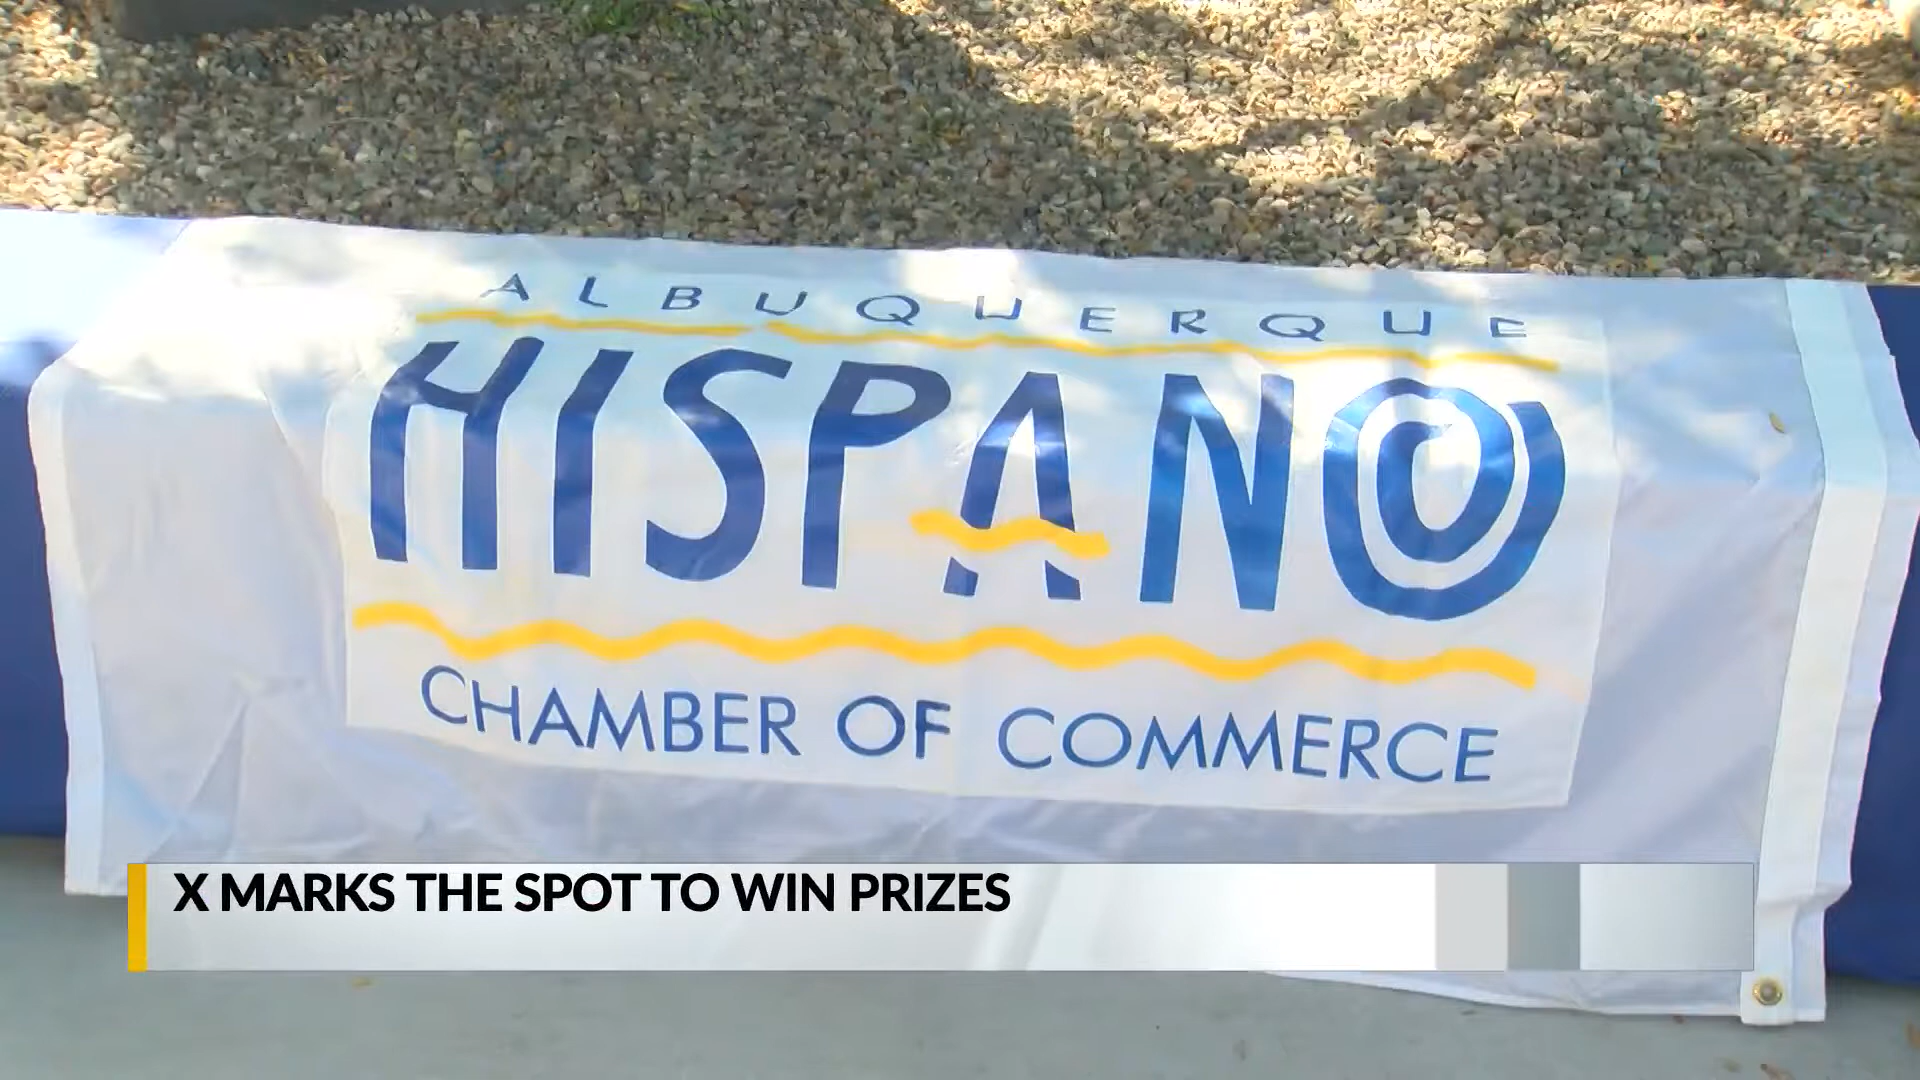 ALBUQUERQUE
HISPANO
CHAMBER OF COMMERCE
X MARKS THE SPOT TO WIN PRIZES